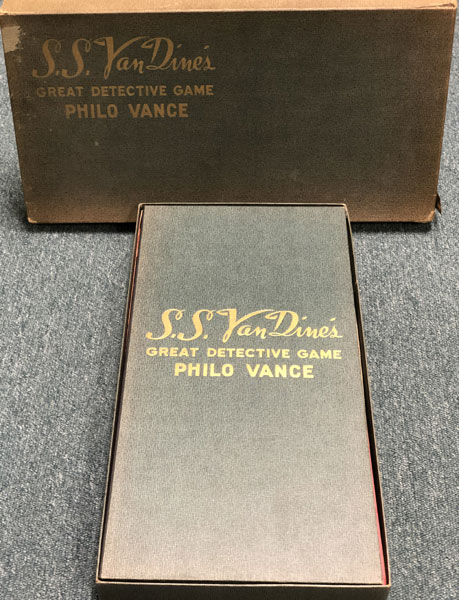 S.S. Van Dine's
GREAT DETECTIVE GAME
PHILO VANCE
S.S. Van Dine's
GREAT DETECTIVE GAME
PHILO VANCE